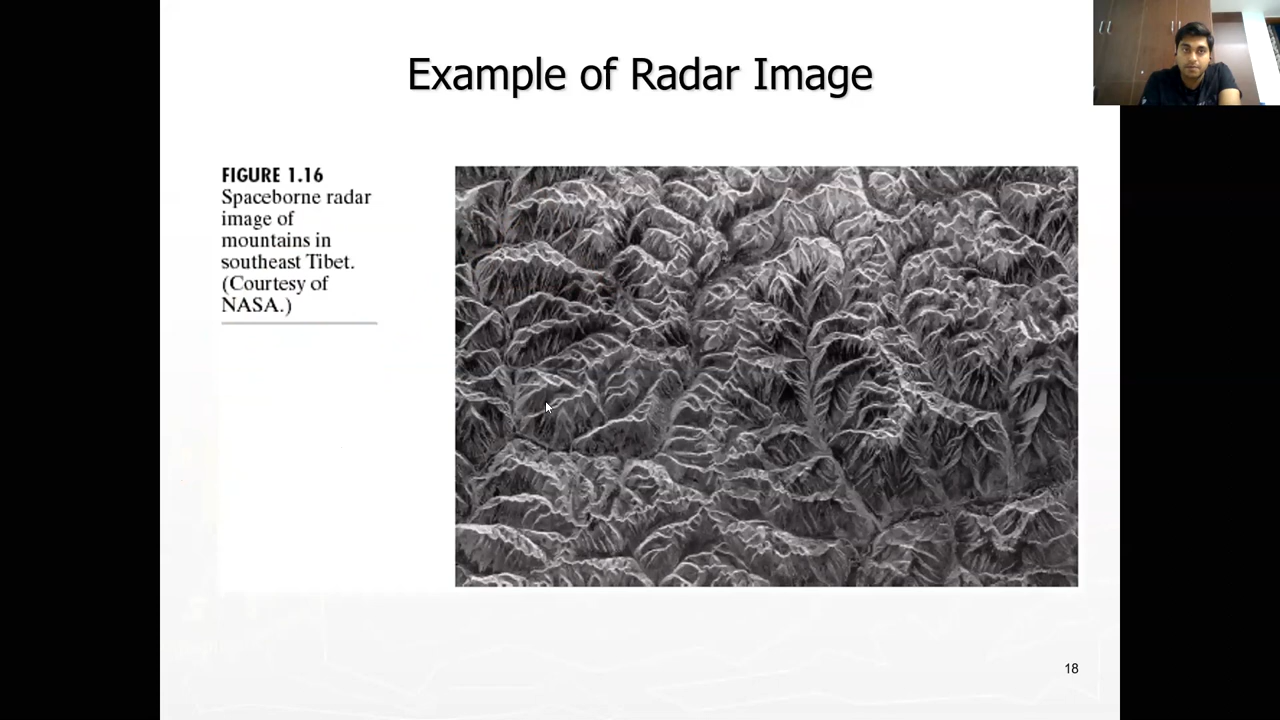 Example of Radar Image
FIGURE 1.16
Spaceborne radar
image of
mountains in
southeast Tibet.
(Courtesy of
NASA.)
18